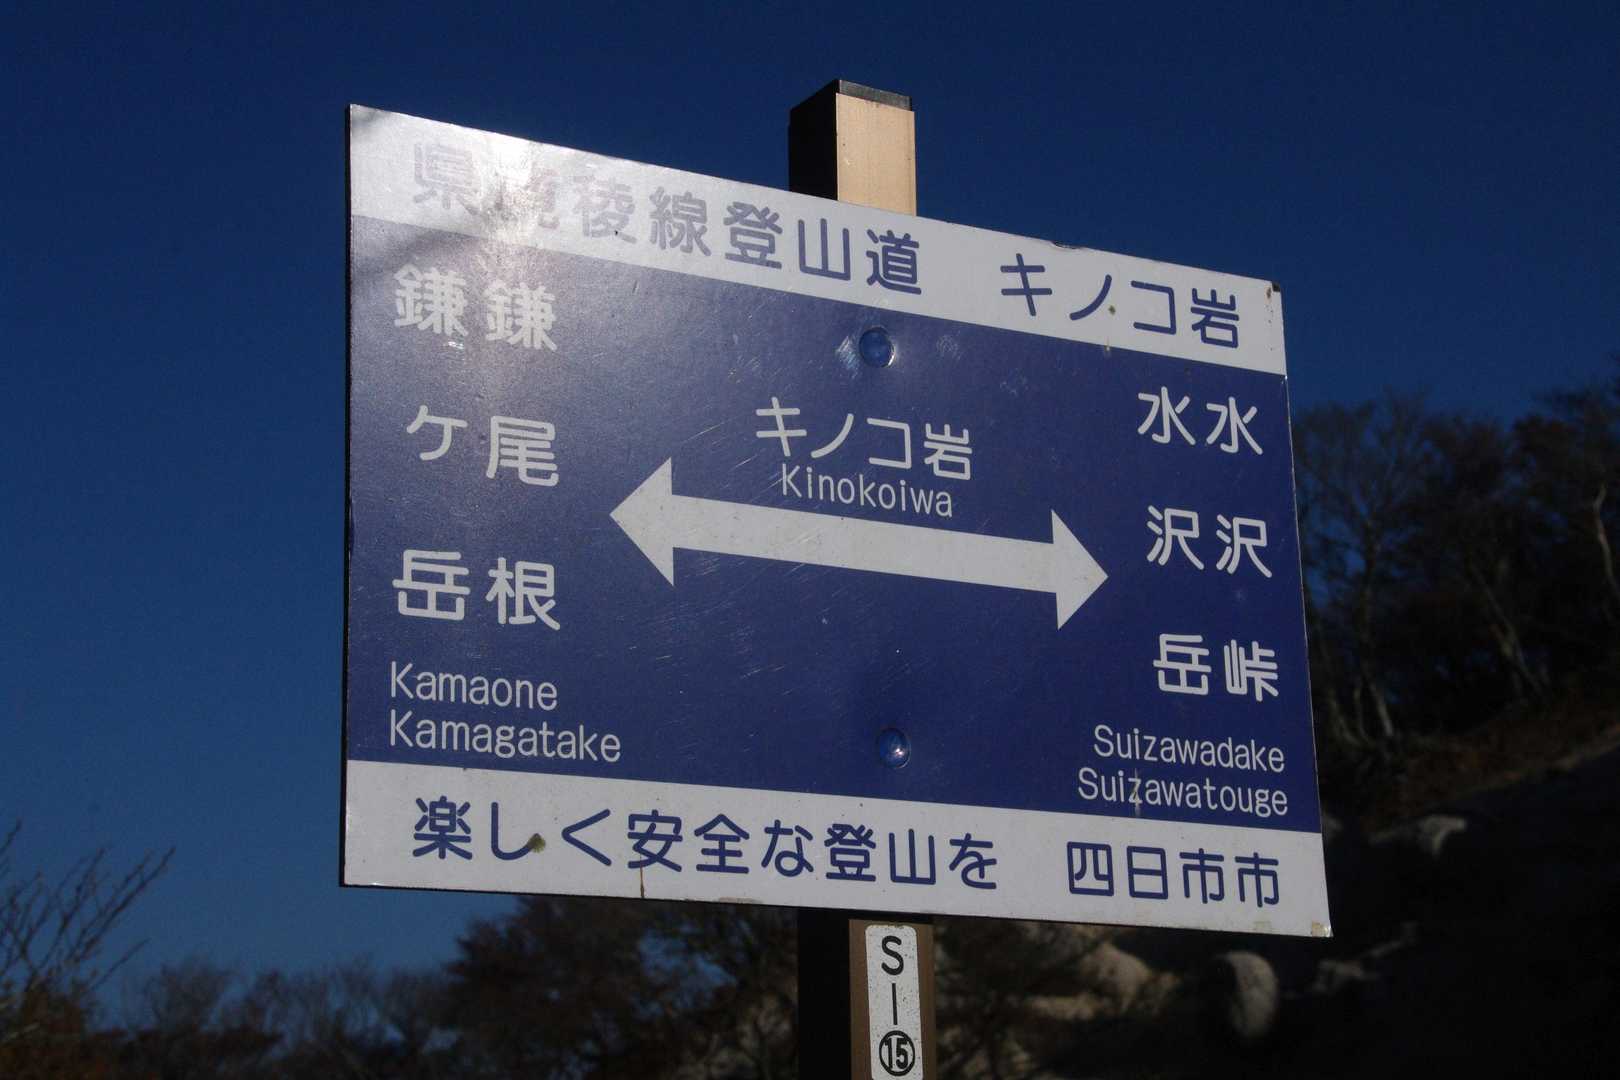 県境稜線登山道　キノコ岩
鎌尾根
鎌ケ岳
Kamaone
Kamagatake
キノコ岩
Kinokoiwa
水沢峠
水沢岳
Suizawadake
Suizawatouge
楽しく安全な登山を　四日市市
S-⑮